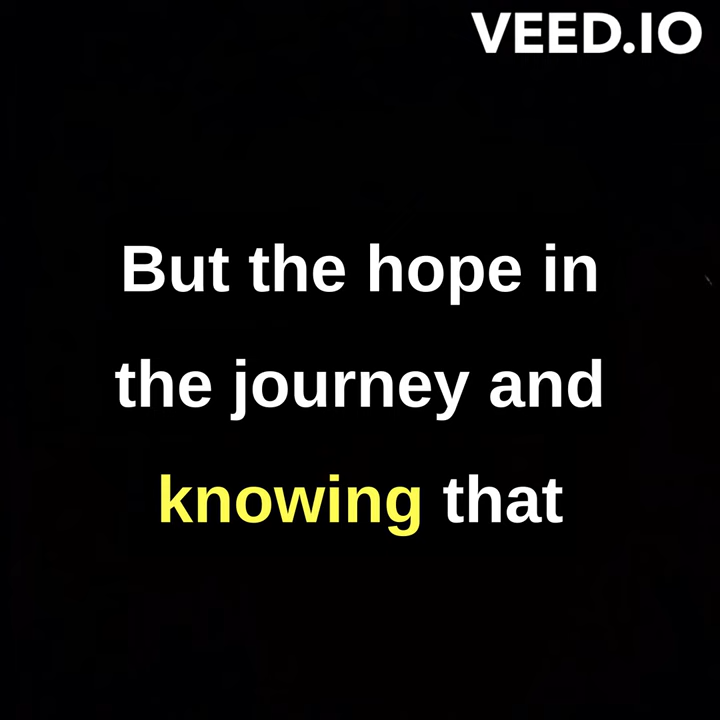 VEED.IO
But the hope in
the journey and
knowing that